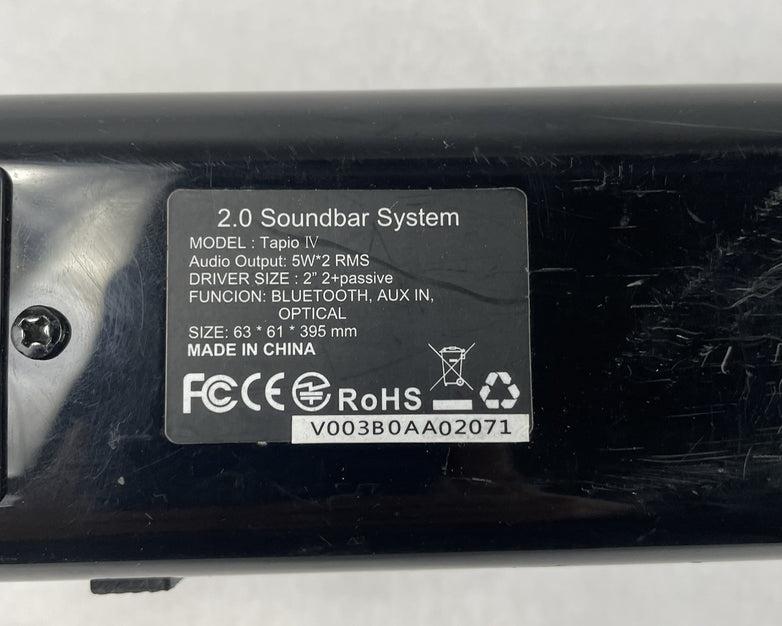 2.0 Soundbar System
MODEL : Tapio Ⅳ
Audio Output: 5W*2 RMS
DRIVER SIZE : 2" 2+passive
FUNCION: BLUETOOTH, AUX IN,
OPTICAL
SIZE: 63 * 61 * 395 mm
MADE IN CHINA
FC CE RoHS
V003B0AA02071